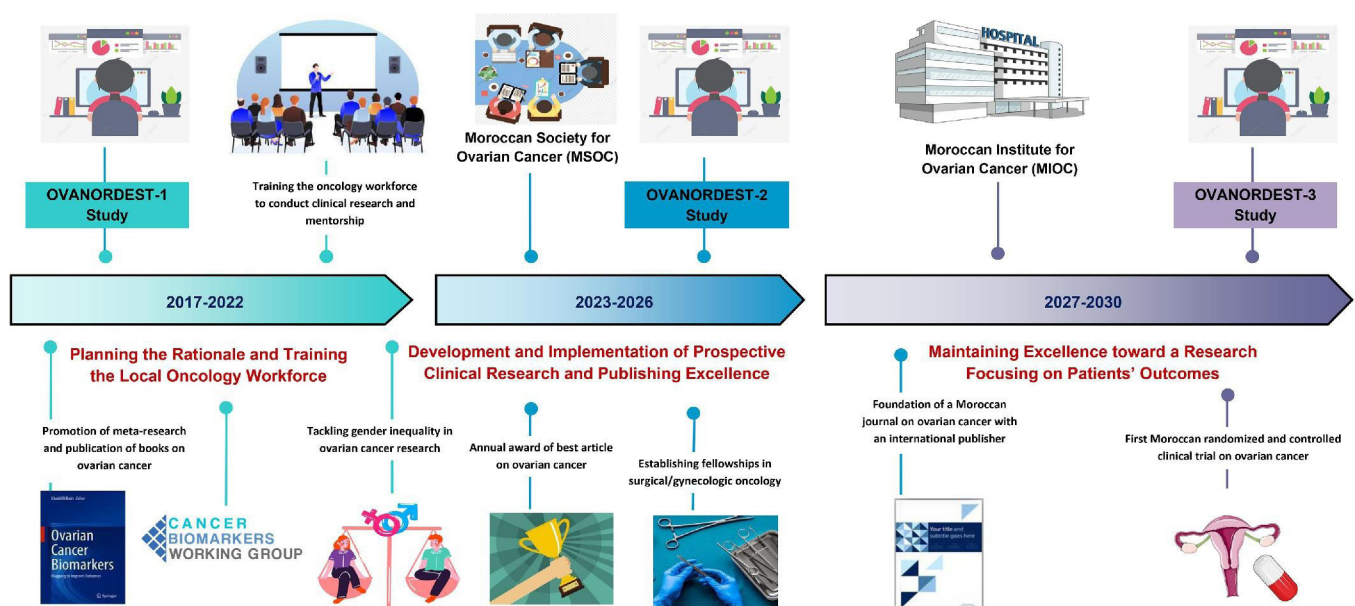 HOSPITAL
Moroccan Society for
Ovarian Cancer (MSOC)
Moroccan Institute for
Ovarian Cancer (MIOC)
OVANORDEST-1
Study
Training the oncology workforce
to conduct clinical research and
mentorship
OVANORDEST-2
Study
OVANORDEST-3
Study
2017-2022
2023-2026
2027-2030
Planning the Rationale and Training
the Local Oncology Workforce
Development and Implementation of Prospective
Clinical Research and Publishing Excellence
Maintaining Excellence toward a Research
Focusing on Patients' Outcomes
Promotion of meta-research
and publication of books on
ovarian cancer
Tackling gender inequality in
ovarian cancer research
Annual award of best article
on ovarian cancer
Establishing fellowships in
surgical/gynecologic oncology
Foundation of a Moroccan
journal on ovarian cancer with
an international publisher
First Moroccan randomized and controlled
clinical trial on ovarian cancer
Ovarian
Cancer
Biomarkers
Springer
CANCER
BIOMARKERS
WORKING GROUP
Your title and
subtitle goes here